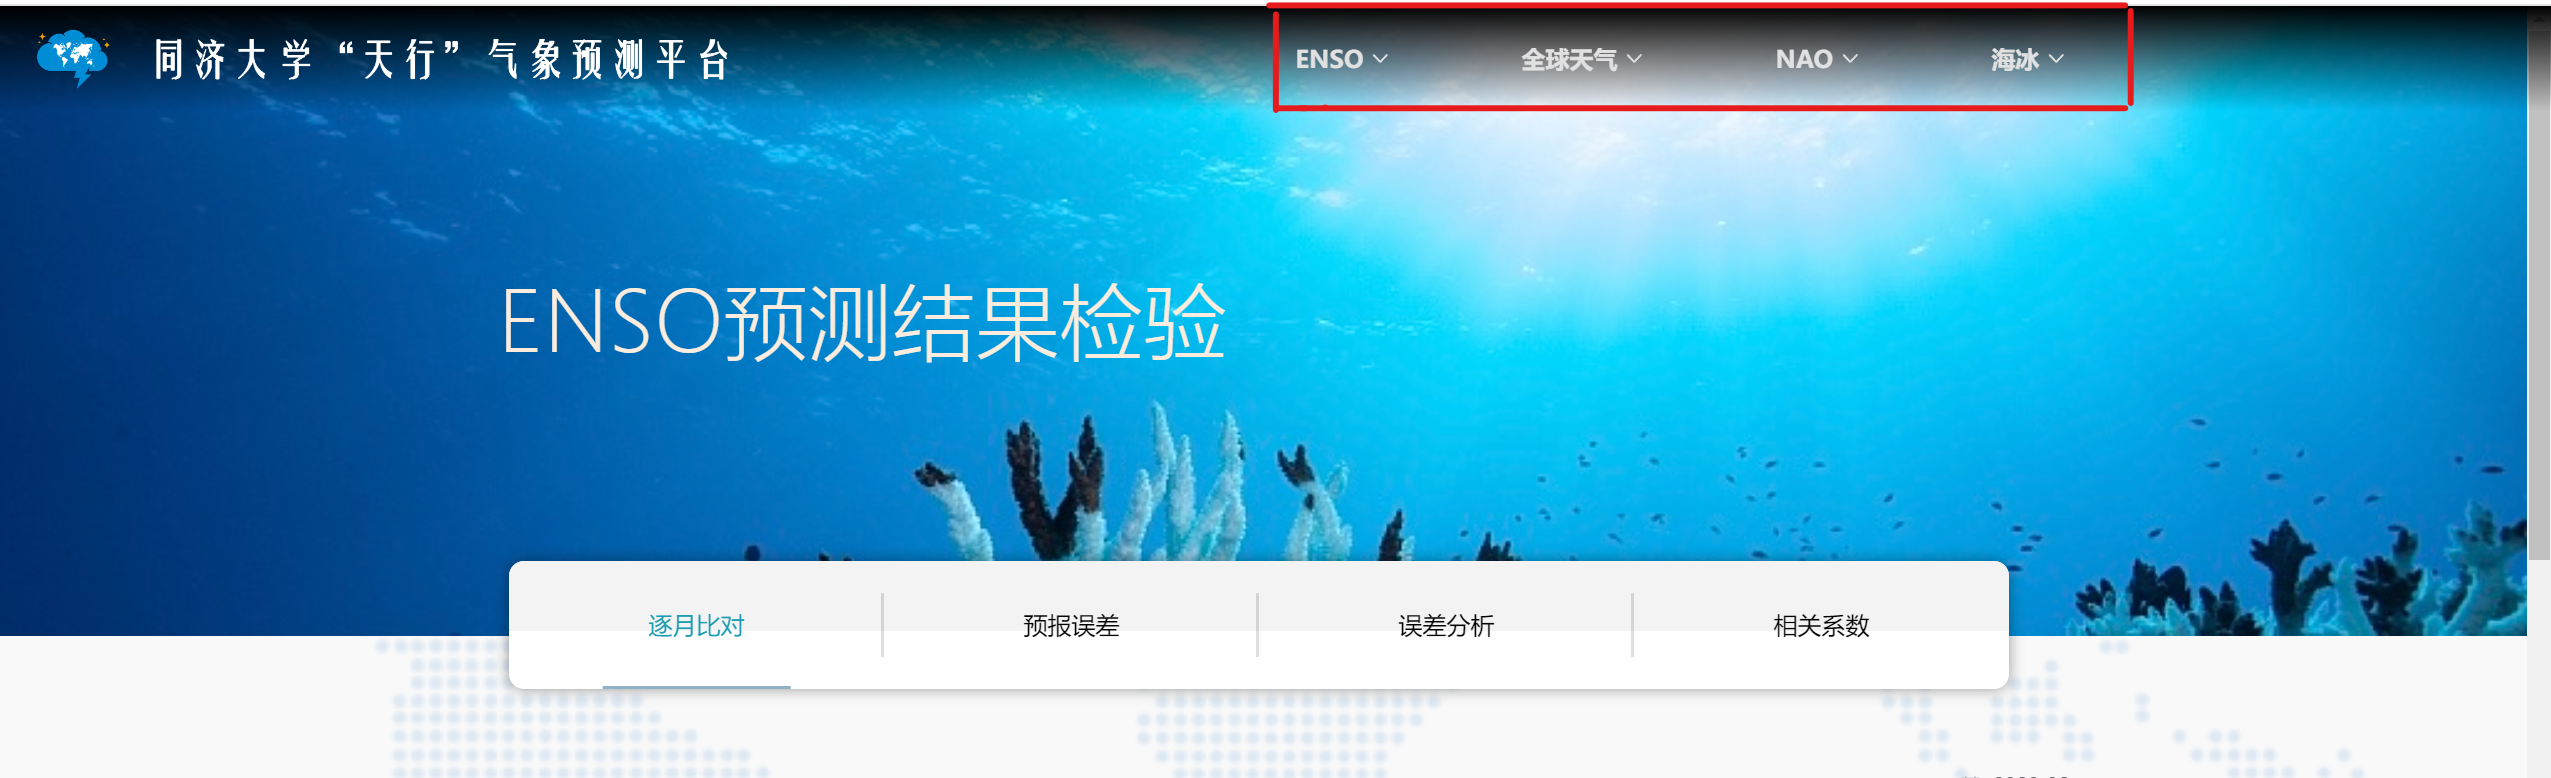 同济大学“天行”气象预测平台
ENSO 全球天气 NAO 海冰
ENSO预测结果检验
逐月比对 预报误差 误差分析 相关系数